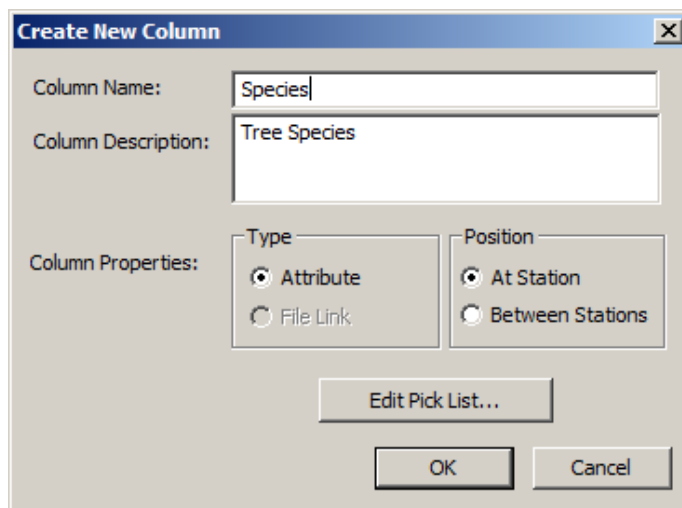 Create New Column
Column Name:
Species
Column Description:
Tree Species
Column Properties:
Type
Attribute
File Link
Position
At Station
Between Stations
Edit Pick List...
OK
Cancel